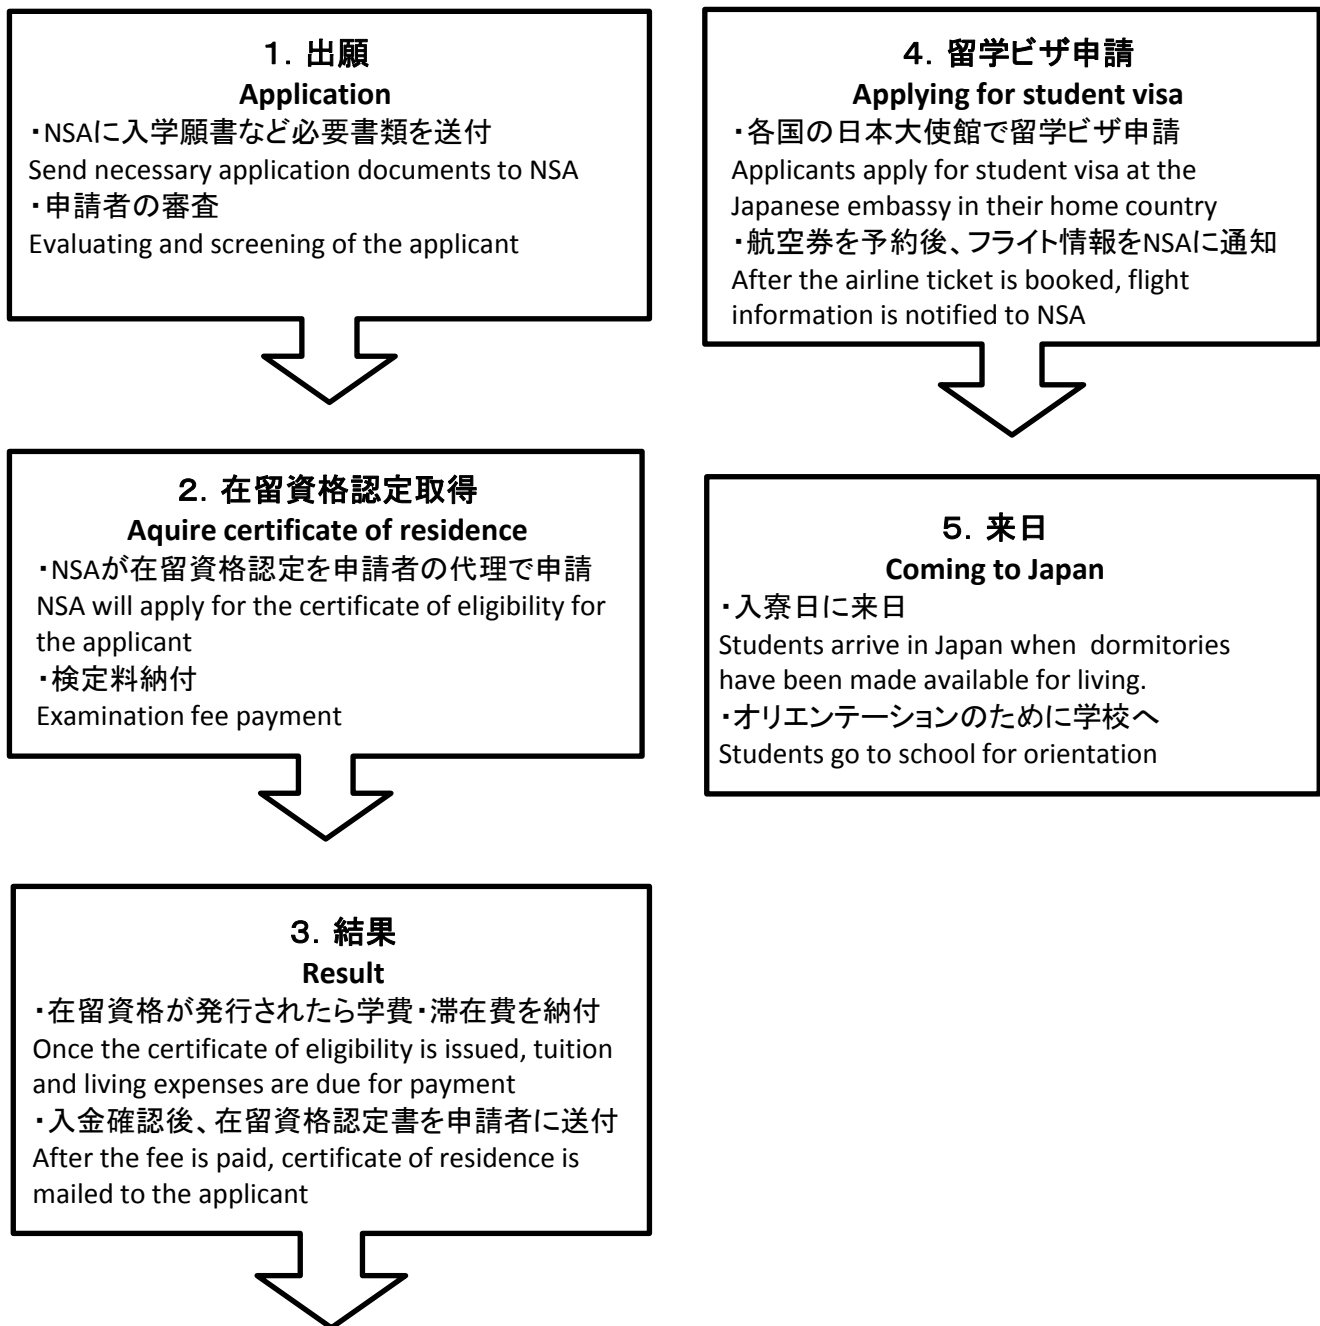 １．出願
Application
・NSAに入学願書など必要書類を送付
Send necessary application documents to NSA
・申請者の審査
Evaluating and screening of the applicant
２．在留資格認定取得
Aquire certificate of residence
・NSAが在留資格認定を申請者の代理で申請
NSA will apply for the certificate of eligibility for
the applicant
・検定料納付
Examination fee payment
３．結果
Result
・在留資格が発行されたら学費・滞在費を納付
Once the certificate of eligibility is issued, tuition
and living expenses are due for payment
・入金確認後、在留資格認定書を申請者に送付
After the fee is paid, certificate of residence is
mailed to the applicant
４．留学ビザ申請
Applying for student visa
・各国の日本大使館で留学ビザ申請
Applicants apply for student visa at the
Japanese embassy in their home country
・航空券を予約後、フライト情報をNSAに通知
After the airline ticket is booked, flight
information is notified to NSA
５．来日
Coming to Japan
・入寮日に来日
Students arrive in Japan when dormitories
have been made available for living.
・オリエンテーションのために学校へ
Students go to school for orientation